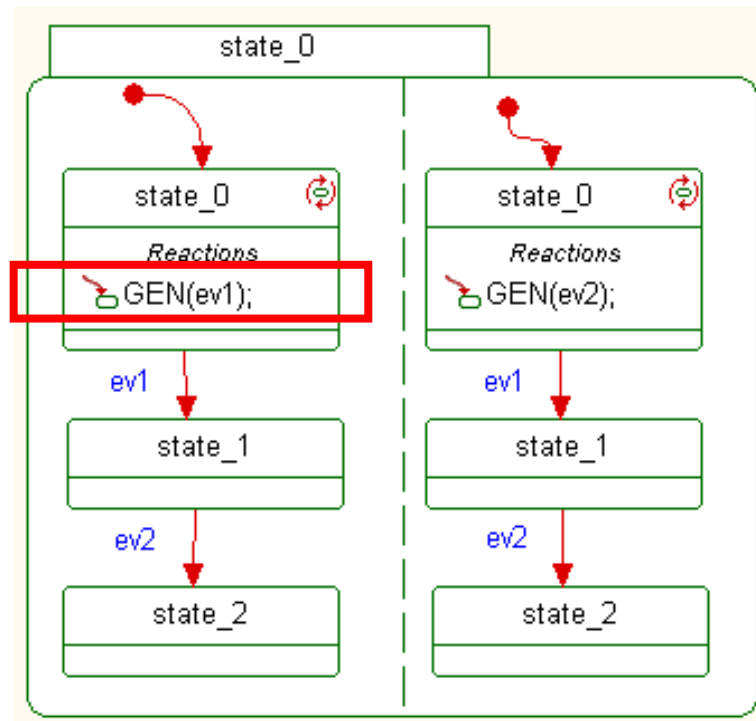 state_0
state_0
Reactions
GEN(ev1);
ev1
state_1
ev2
state_2
state_0
Reactions
GEN(ev2);
ev1
state_1
ev2
state_2